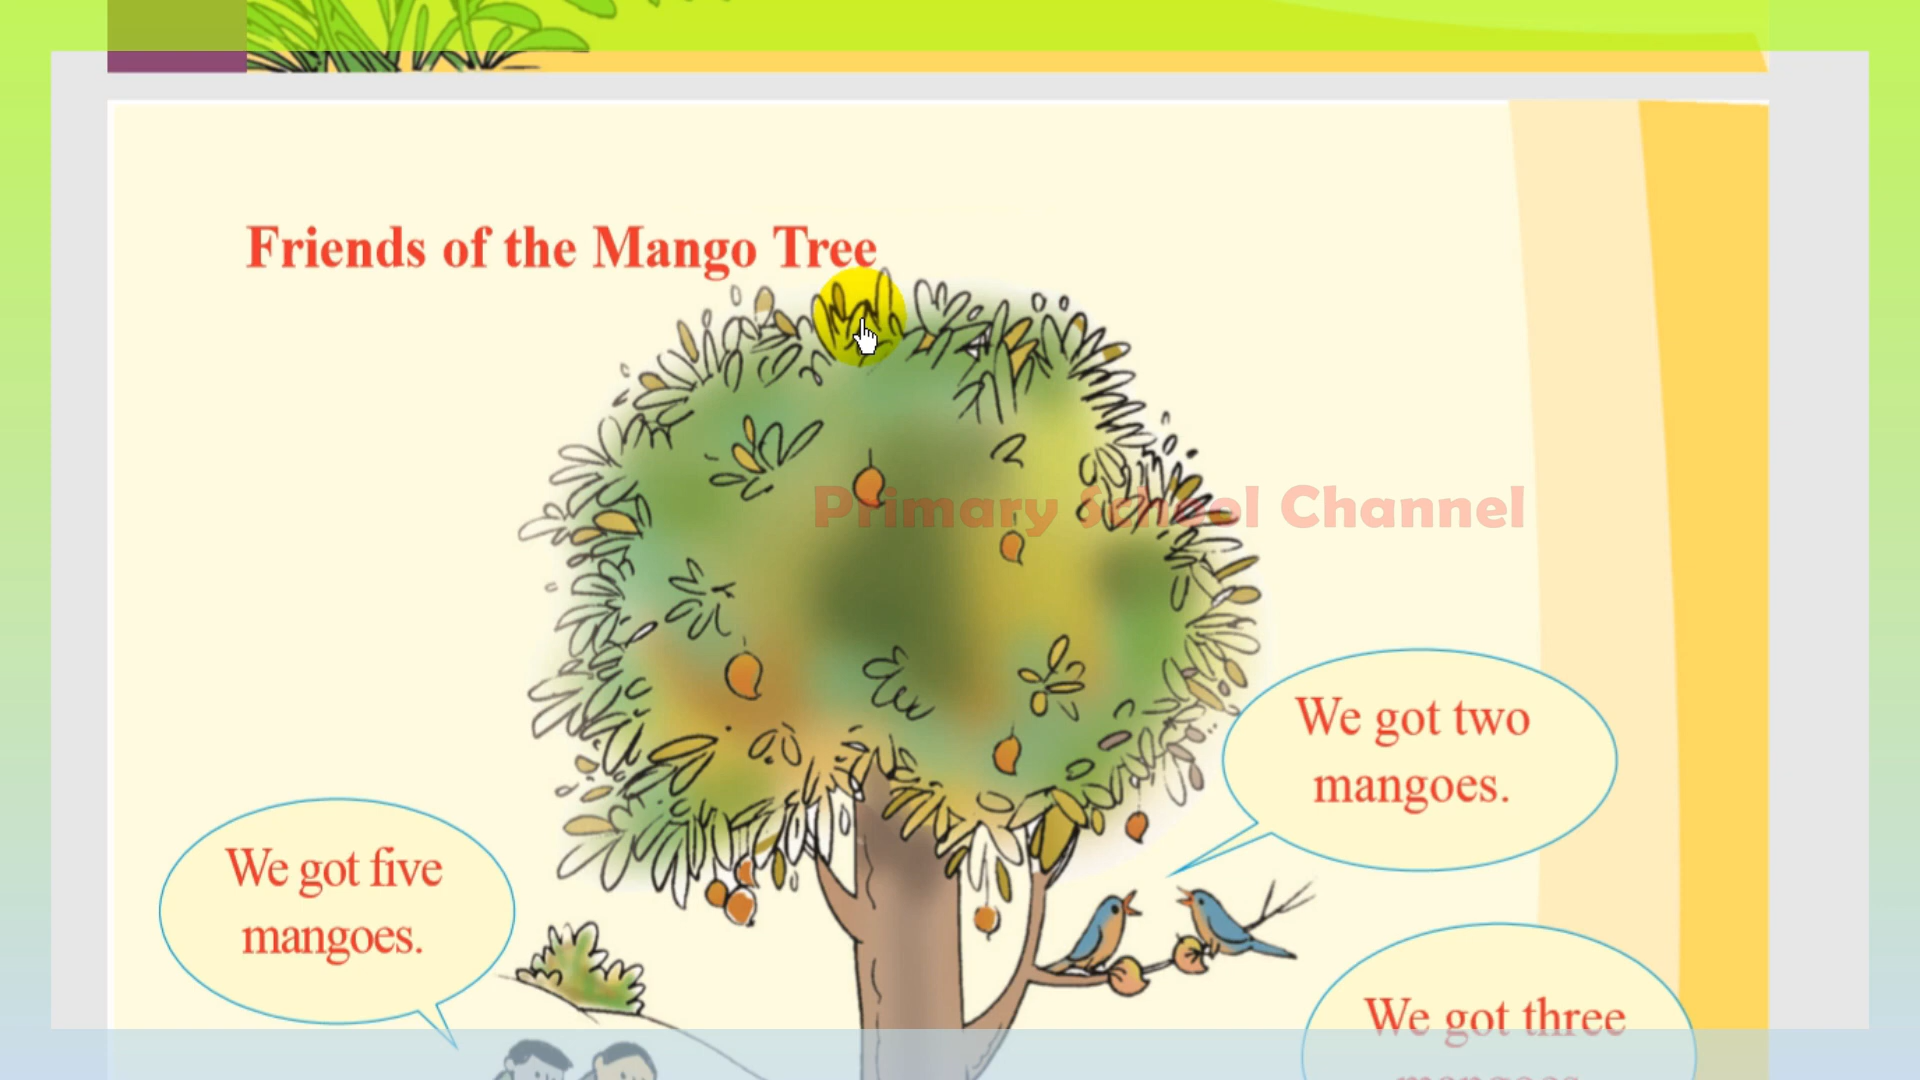 Friends of the Mango Tree
Primary School Channel
We got two
mangoes.
We got five
mangoes.
We got three